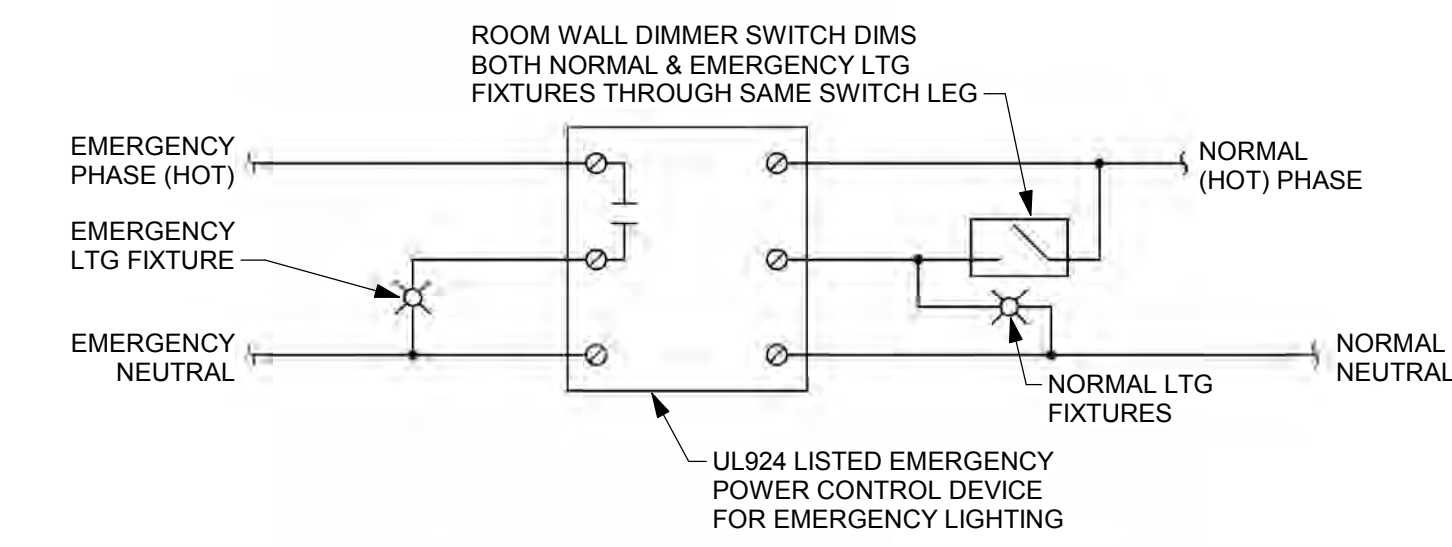 ROOM WALL DIMMER SWITCH DIMS
BOTH NORMAL & EMERGENCY LTG
FIXTURES THROUGH SAME SWITCH LEG
EMERGENCY
PHASE (HOT)
NORMAL
(HOT) PHASE
EMERGENCY
LTG FIXTURE
EMERGENCY
NEUTRAL
NORMAL
NEUTRAL
NORMAL LTG
FIXTURES
UL924 LISTED EMERGENCY
POWER CONTROL DEVICE
FOR EMERGENCY LIGHTING